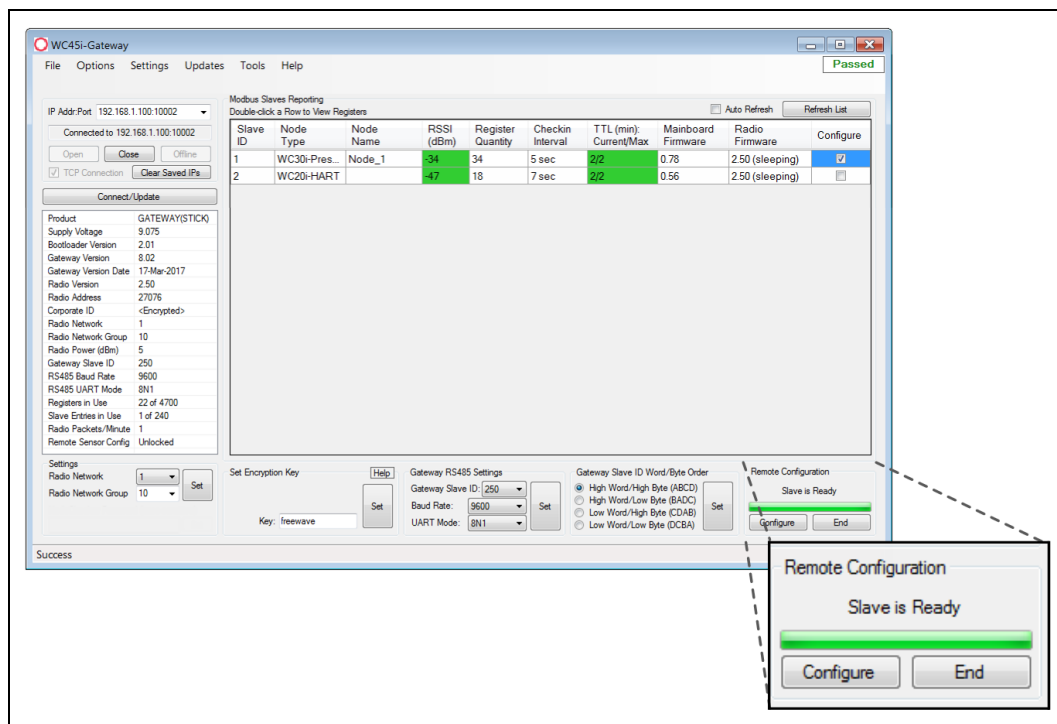 WC45i-Gateway
File Options Settings Updates Tools Help
Passed
IP Addr:Port 192.168.1.100:10002
Connected to 192.168.1.100:10002
Open Close Offline
TCP Connection Clear Saved IPs
Connect/Update
Product GATEWAY(STICK)
Supply Voltage 9.075
Bootloader Version 2.01
Gateway Version 8.02
Gateway Version Date 17-Mar-2017
Radio Version 2.50
Radio Address 27076
Corporate ID <Encrypted>
Radio Network 1
Radio Network Group 10
Radio Power (dBm) 5
Gateway Slave ID 250
RS485 Baud Rate 9600
RS485 UART Mode 8N1
Registers in Use 22 of 4700
Slave Entries in Use 1 of 240
Radio Packets/Minute 1
Remote Sensor Config Unlocked
Modbus Slaves Reporting
Double-click a Row to View Registers
Auto Refresh Refresh List
Slave ID Node Type Node Name RSSI (dBm) Register Quantity Checkin Interval TTL (min): Current/Max Mainboard Firmware Radio Firmware Configure
1 WC30i-Pres... Node_1 -34 34 5 sec 2/2 0.78 2.50 (sleeping)
2 WC20i-HART -47 18 7 sec 2/2 0.56 2.50 (sleeping)
Settings
Radio Network 1
Radio Network Group 10
Set
Set Encryption Key Help
Set
Key: freewave
Gateway RS485 Settings
Gateway Slave ID: 250
Baud Rate: 9600
UART Mode: 8N1
Set
Gateway Slave ID Word/Byte Order
High Word/High Byte (ABCD)
High Word/Low Byte (BADC)
Low Word/High Byte (CDAB)
Low Word/Low Byte (DCBA)
Set
Remote Configuration
Slave is Ready
Configure End
Success
Remote Configuration
Slave is Ready
Configure End